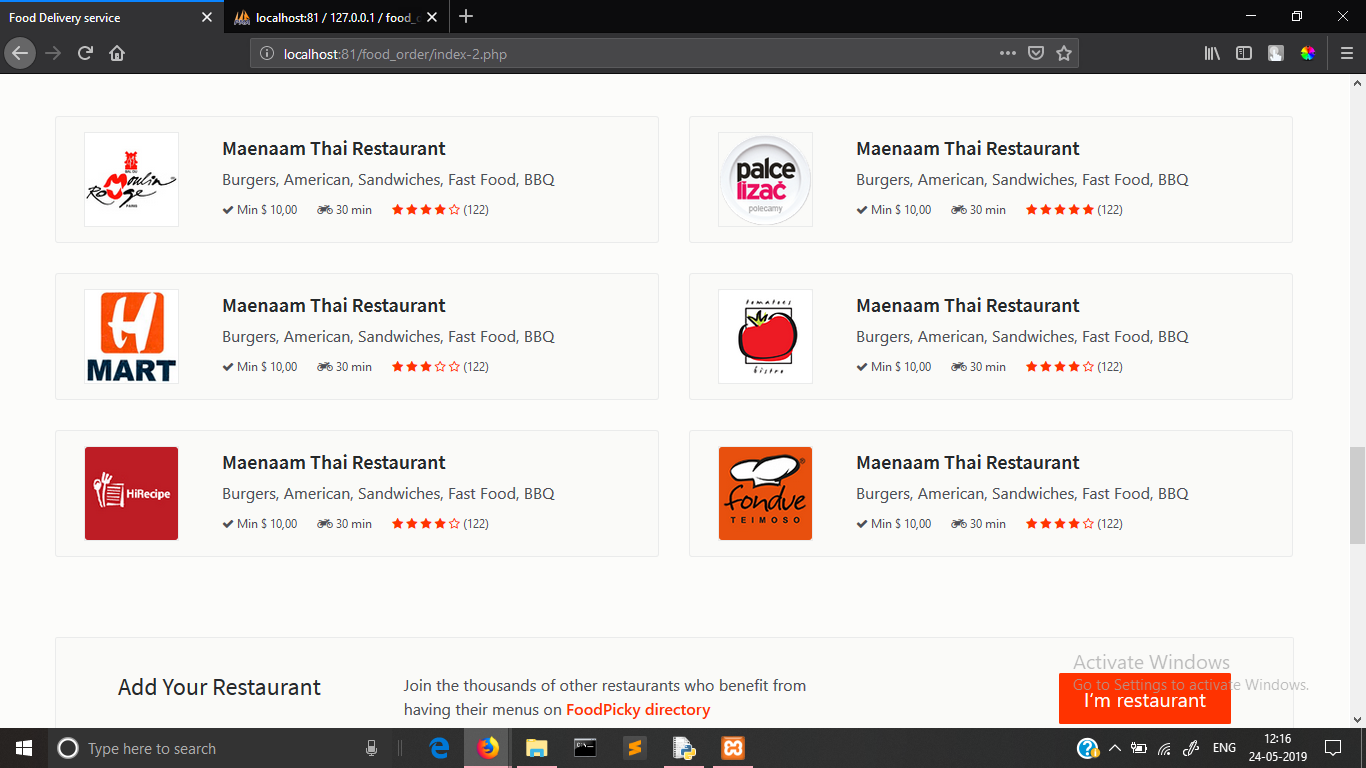 Food Delivery service
localhost:81 / 127.0.0.1 / food_o
localhost:81/food_order/index-2.php
Moulin Rouge
PARIS
Maenaam Thai Restaurant
Burgers, American, Sandwiches, Fast Food, BBQ
Min $ 10,00 30 min (122)
palce lizać
polecamy
Maenaam Thai Restaurant
Burgers, American, Sandwiches, Fast Food, BBQ
Min $ 10,00 30 min (122)
H
MART
Maenaam Thai Restaurant
Burgers, American, Sandwiches, Fast Food, BBQ
Min $ 10,00 30 min (122)
tomatoes
bistro
Maenaam Thai Restaurant
Burgers, American, Sandwiches, Fast Food, BBQ
Min $ 10,00 30 min (122)
HiRecipe
Maenaam Thai Restaurant
Burgers, American, Sandwiches, Fast Food, BBQ
Min $ 10,00 30 min (122)
fondue
TEIMOSO
Maenaam Thai Restaurant
Burgers, American, Sandwiches, Fast Food, BBQ
Min $ 10,00 30 min (122)
Add Your Restaurant
Join the thousands of other restaurants who benefit from
having their menus on FoodPicky directory
I'm restaurant
Activate Windows
Go to Settings to activate Windows.
Type here to search
ENG
12:16
24-05-2019